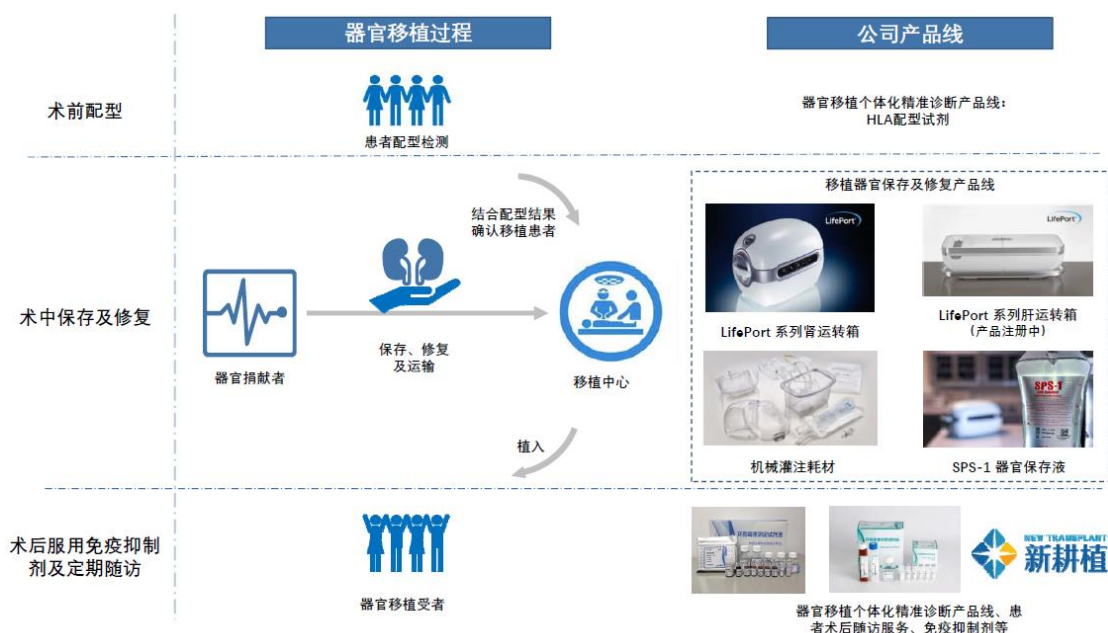 器官移植过程
公司产品线
术前配型
患者配型检测
器官移植个体化精准诊断产品线：
HLA配型试剂
术中保存及修复
结合配型结果
确认移植患者
器官捐献者
保存、修复
及运输
移植中心
植入
移植器官保存及修复产品线
LifePort
LifePort 系列肾运转箱
LifePort
LifePort 系列肝运转箱
(产品注册中)
机械灌注耗材
SPS-1
SPS-1 器官保存液
术后服用免疫抑制
剂及定期随访
器官移植受者
NEW TRANSPLANT
新耕植
器官移植个体化精准诊断产品线、患
者术后随访服务、免疫抑制剂等